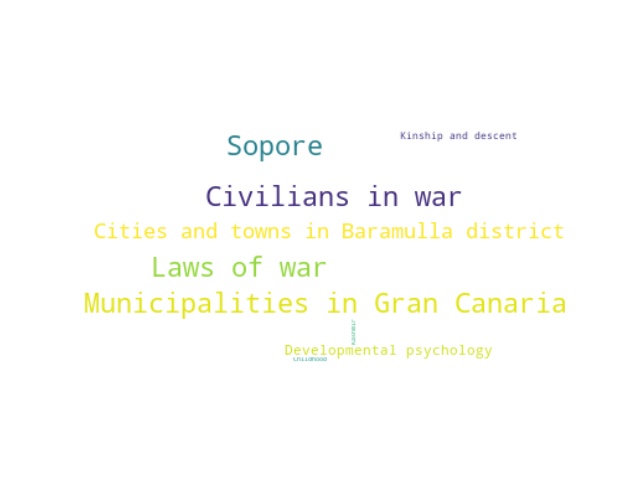 Sopore
Kinship and descent
Civilians in war
Cities and towns in Baramulla district
Laws of war
Municipalities in Gran Canaria
Developmental psychology
Childhood